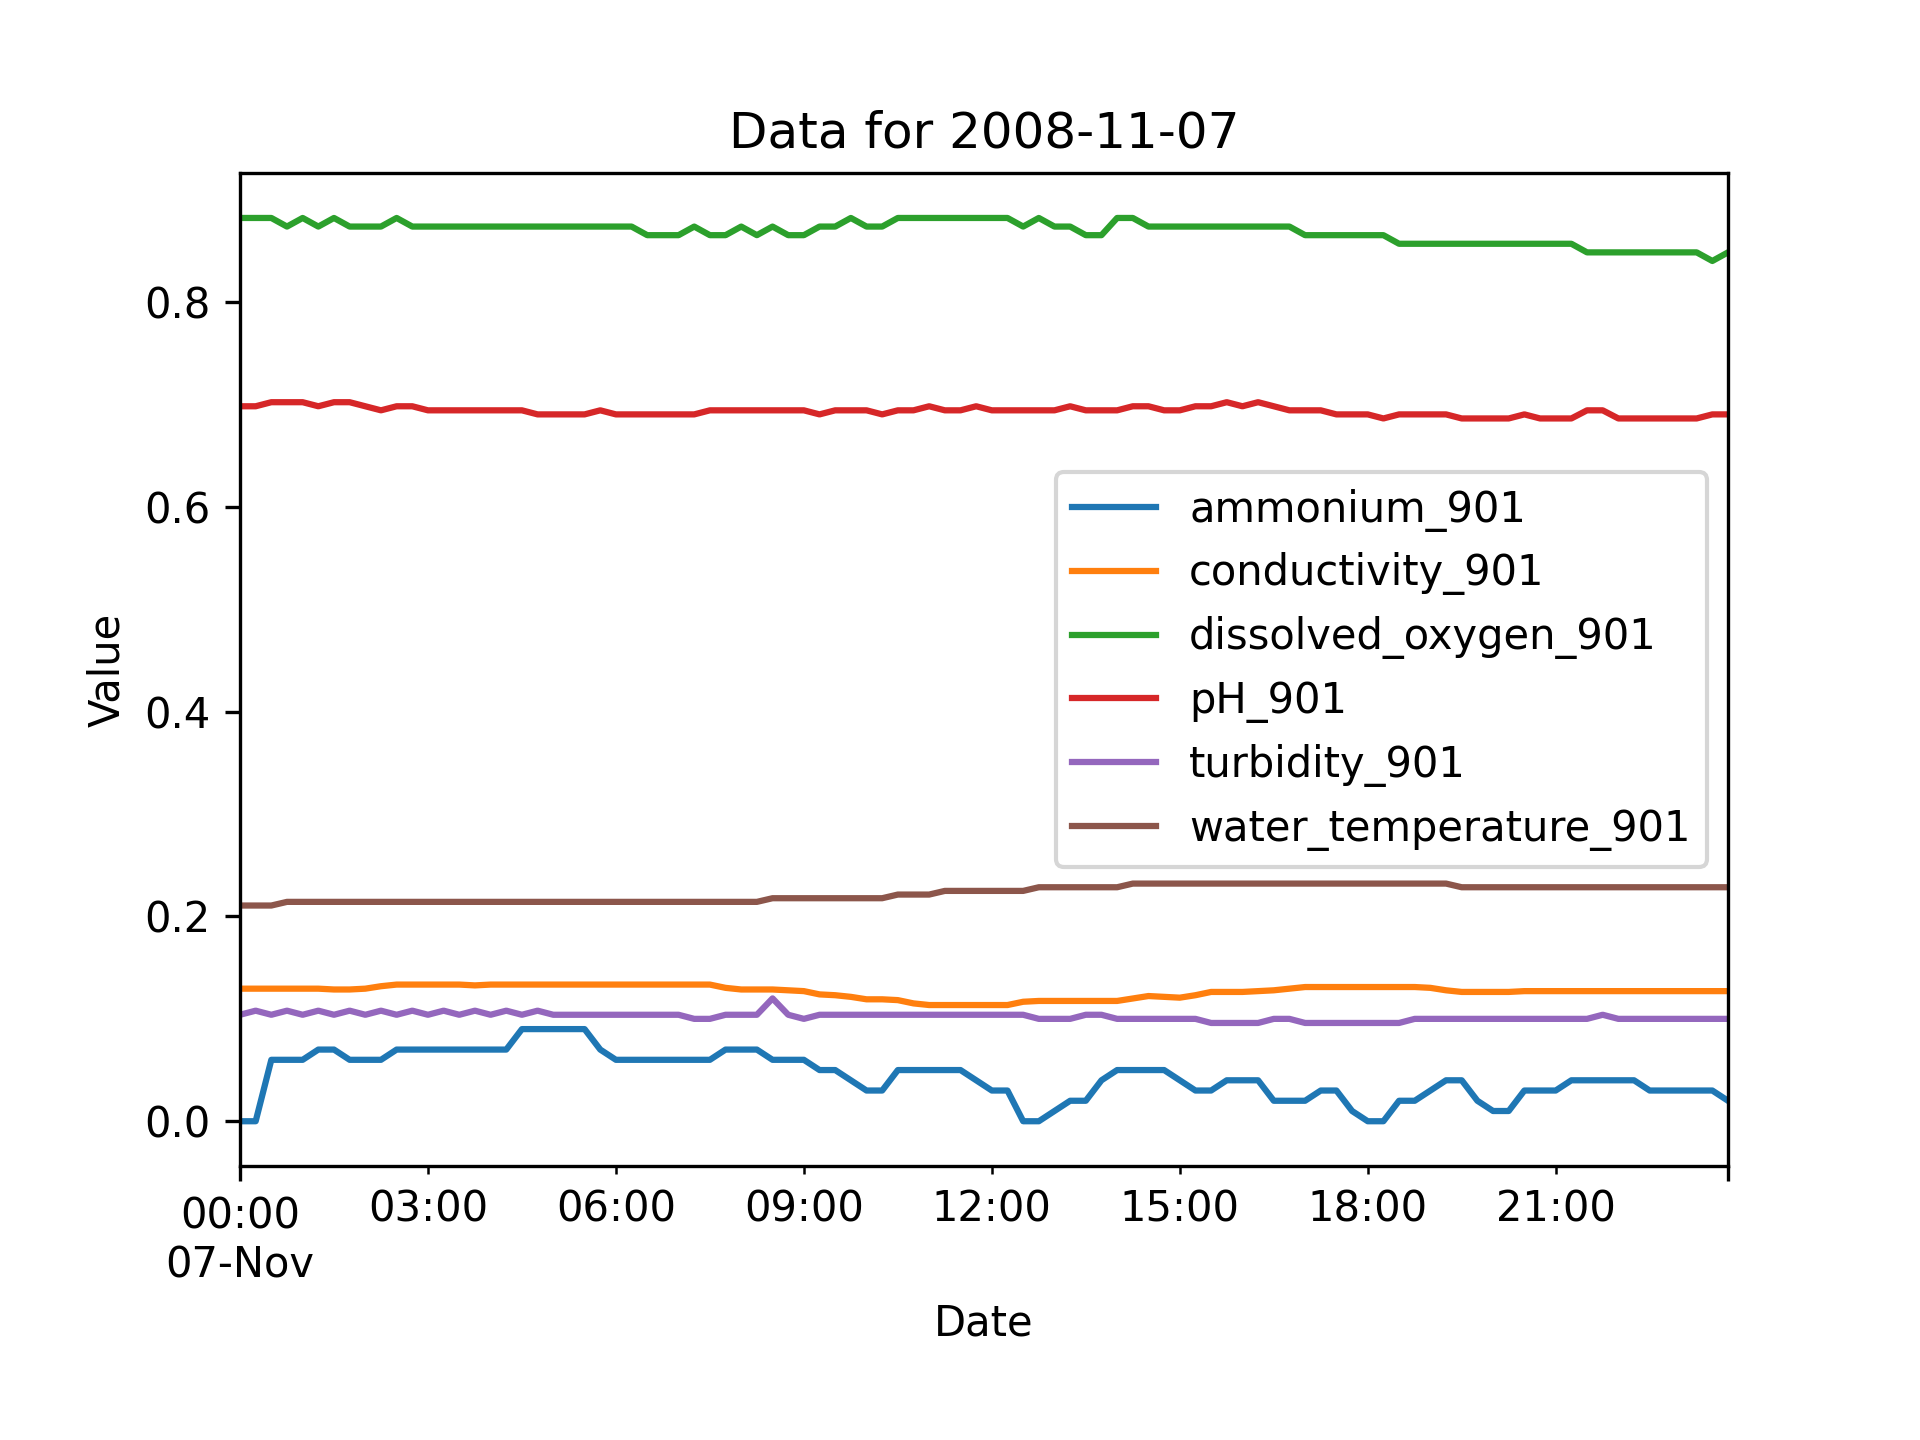 Data for 2008-11-07
Value
0.8
0.6
0.4
0.2
0.0
ammonium_901
conductivity_901
dissolved_oxygen_901
pH_901
turbidity_901
water_temperature_901
00:00 03:00 06:00 09:00 12:00 15:00 18:00 21:00
07-Nov
Date